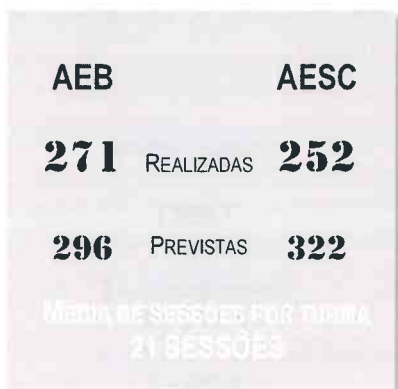 AEB AESC
271 REALIZADAS 252
296 PREVISTAS 322
MÉDIA DE SESSÕES POR TURMA
21 SESSÕES